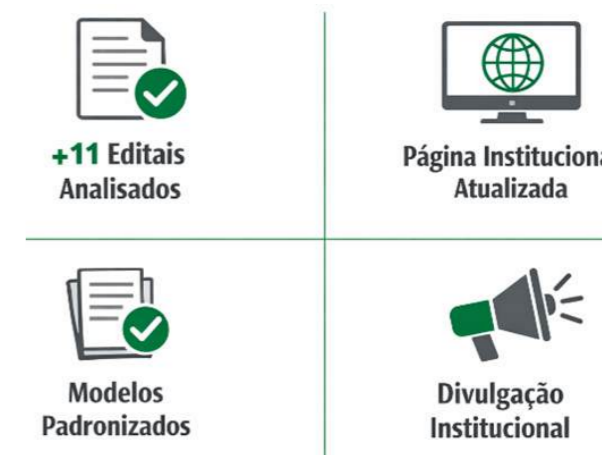 +11 Editais
Analisados
Página Instituciona
Atualizada
Modelos
Padronizados
Divulgação
Institucional